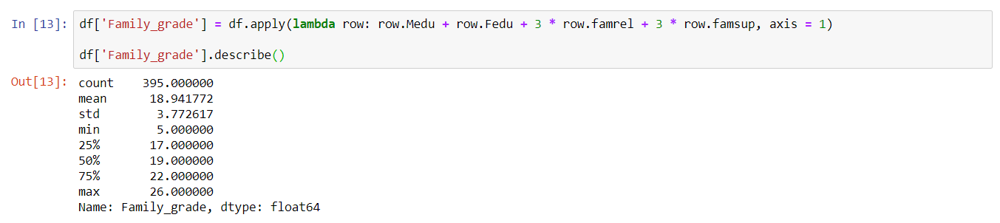 In [13]: df['Family_grade'] = df.apply(lambda row: row.Medu + row.Fedu + 3 * row.famrel + 3 * row.famsup, axis = 1)
df['Family_grade'].describe()
Out[13]: count    395.000000
mean      18.941772
std        3.772617
min        5.000000
25%       17.000000
50%       19.000000
75%       22.000000
max       26.000000
Name: Family_grade, dtype: float64